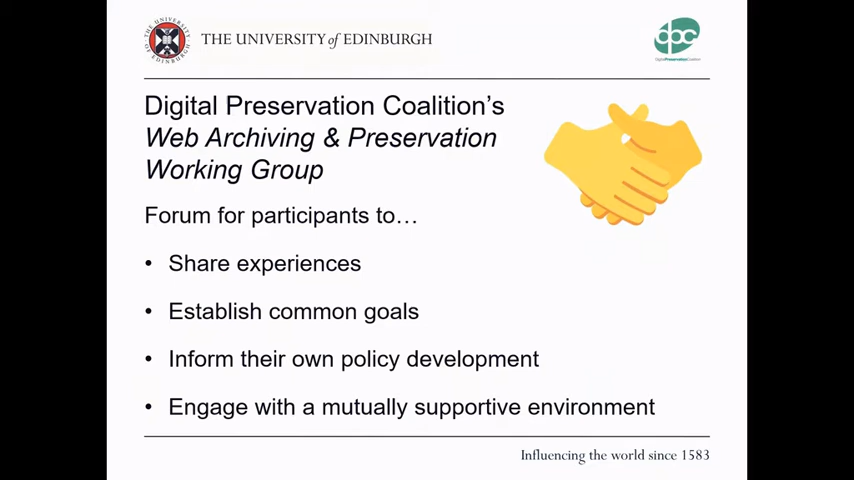 THE UNIVERSITY of EDINBURGH
dpc
DigitalPreservationCoalition
Digital Preservation Coalition's
Web Archiving & Preservation
Working Group
Forum for participants to…
• Share experiences
• Establish common goals
• Inform their own policy development
• Engage with a mutually supportive environment
Influencing the world since 1583